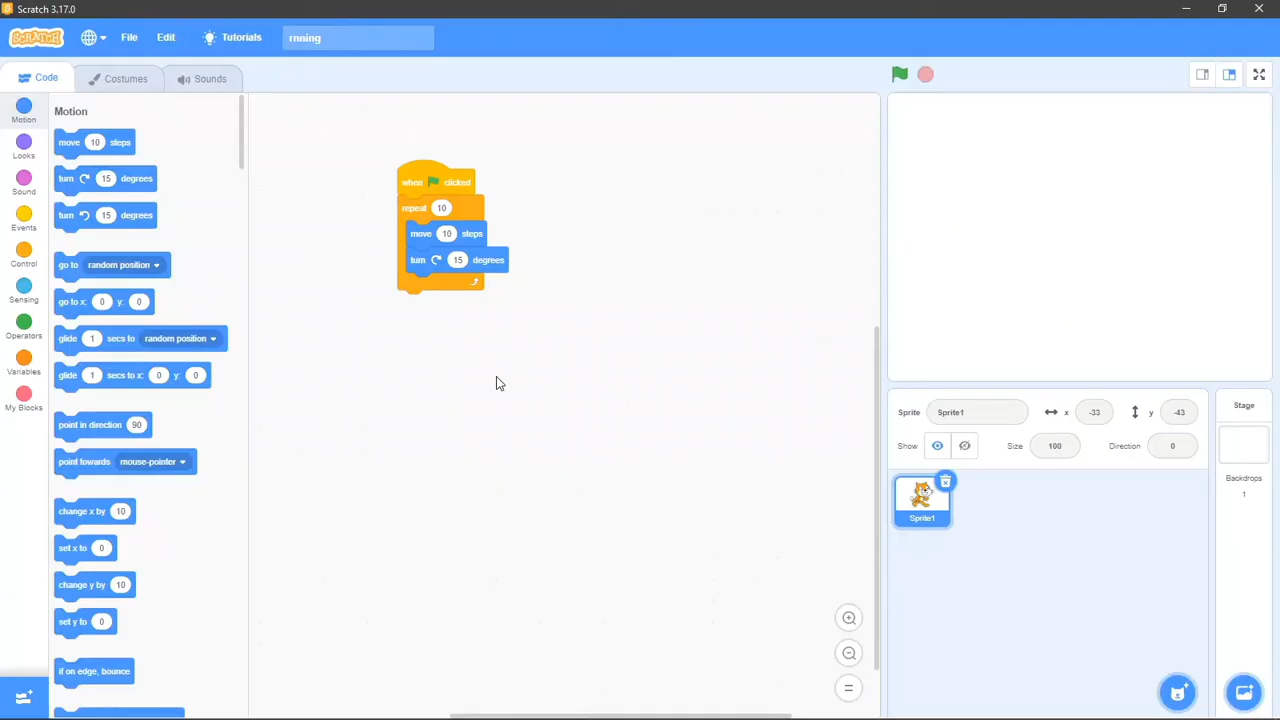 Scratch 3.17.0
SCRATCH
File
Edit
Tutorials
rnning
Code
Costumes
Sounds
Motion
Looks
Sound
Events
Control
Sensing
Operators
Variables
My Blocks
Motion
move 10 steps
turn 15 degrees
turn 15 degrees
go to random position
go to x: 0 y: 0
glide 1 secs to random position
glide 1 secs to x: 0 y: 0
point in direction 90
point towards mouse-pointer
change x by 10
set x to 0
change y by 10
set y to 0
if on edge, bounce
when clicked
repeat 10
move 10 steps
turn 15 degrees
Sprite Sprite1 x -33 y -43
Show Size 100 Direction 0
Sprite1
Stage
Backdrops
1